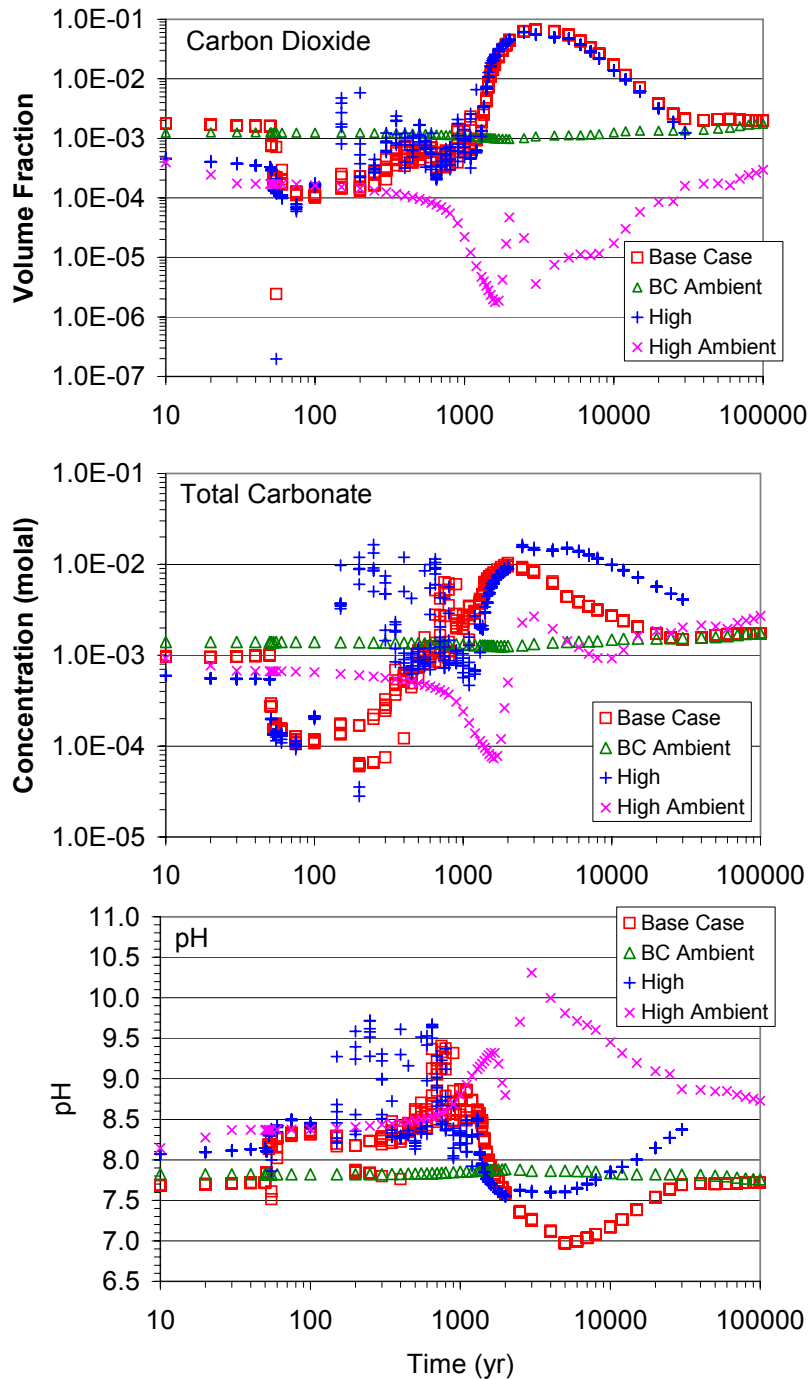 Carbon Dioxide
Volume Fraction
1.0E-01
1.0E-02
1.0E-03
1.0E-04
1.0E-05
1.0E-06
1.0E-07
Base Case
BC Ambient
High
High Ambient
10 100 1000 10000 100000
Total Carbonate
Concentration (molal)
1.0E-01
1.0E-02
1.0E-03
1.0E-04
1.0E-05
Base Case
BC Ambient
High
High Ambient
10 100 1000 10000 100000
pH
pH
11.0
10.5
10.0
9.5
9.0
8.5
8.0
7.5
7.0
6.5
Base Case
BC Ambient
High
High Ambient
10 100 1000 10000 100000
Time (yr)